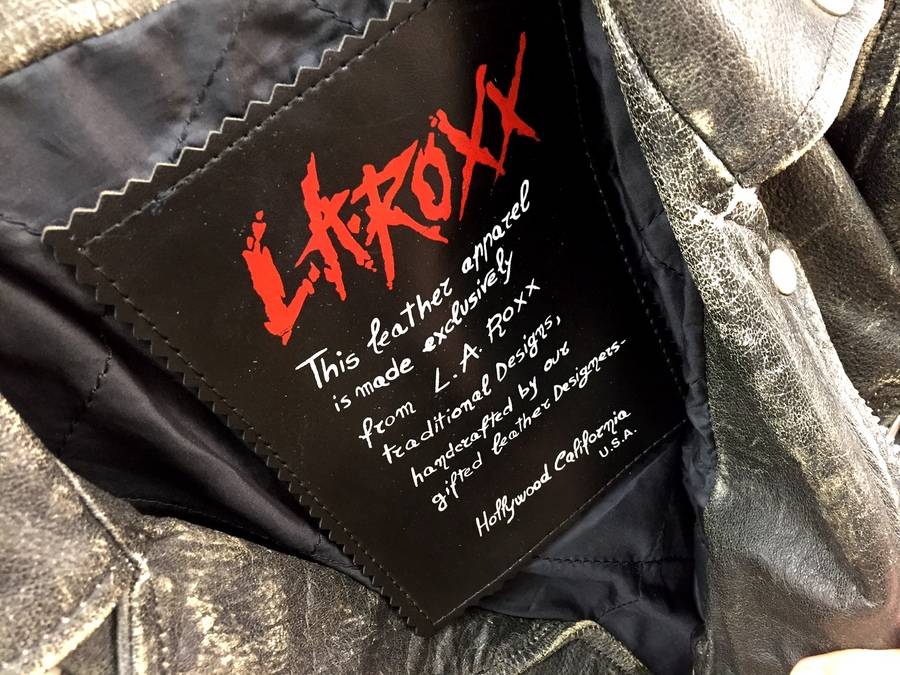 L.A.ROXX
This leather apparel
is made exclusively
from L.A. Roxx
traditional Designs,
handcrafted by our
gifted leather Designers-
Hollywood California
U.S.A.